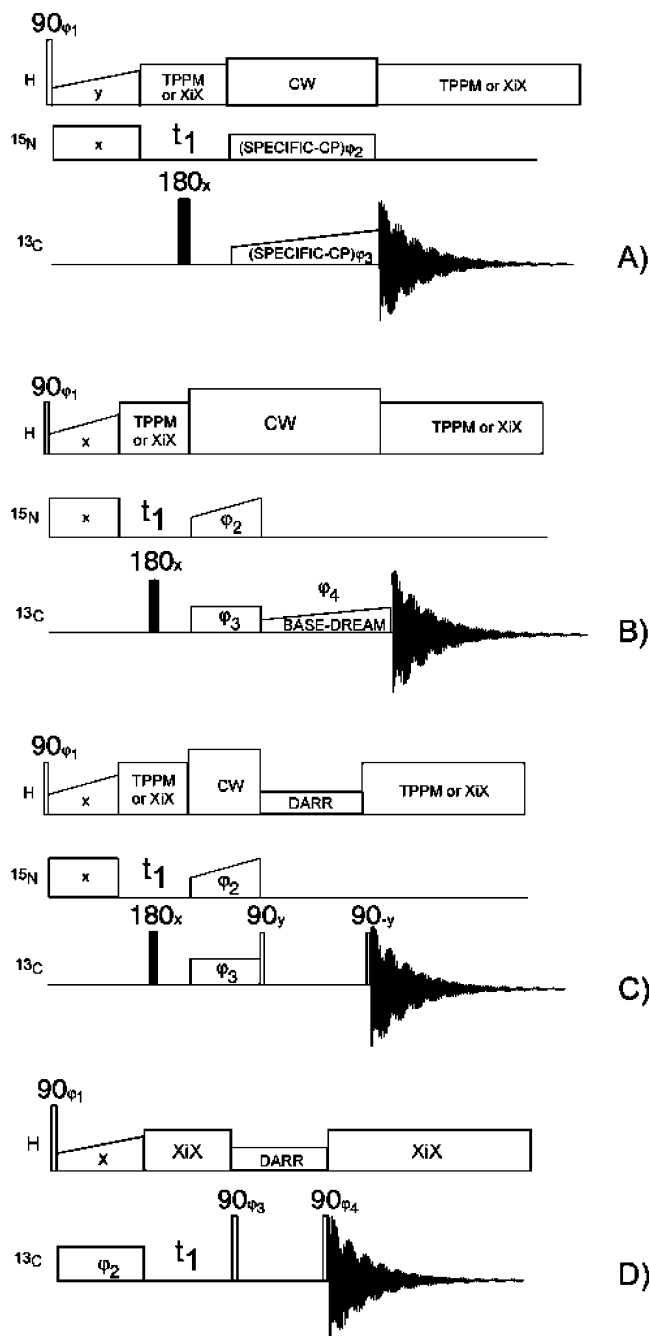 90φ1
H
y
TPPM
or XiX
CW
TPPM or XiX
15N
x
t1
(SPECIFIC-CP)φ2
180x
13C
(SPECIFIC-CP)φ3
A)
90φ1
H
x
TPPM
or XiX
CW
TPPM or XiX
15N
x
t1
φ2
180x
13C
φ3
φ4
BASE-DREAM
B)
90φ1
H
x
TPPM
or XiX
CW
DARR
TPPM or XiX
15N
x
t1
φ2
180x
90y
90-y
13C
φ3
C)
90φ1
H
x
XiX
DARR
XiX
90φ3
90φ4
13C
φ2
t1
D)